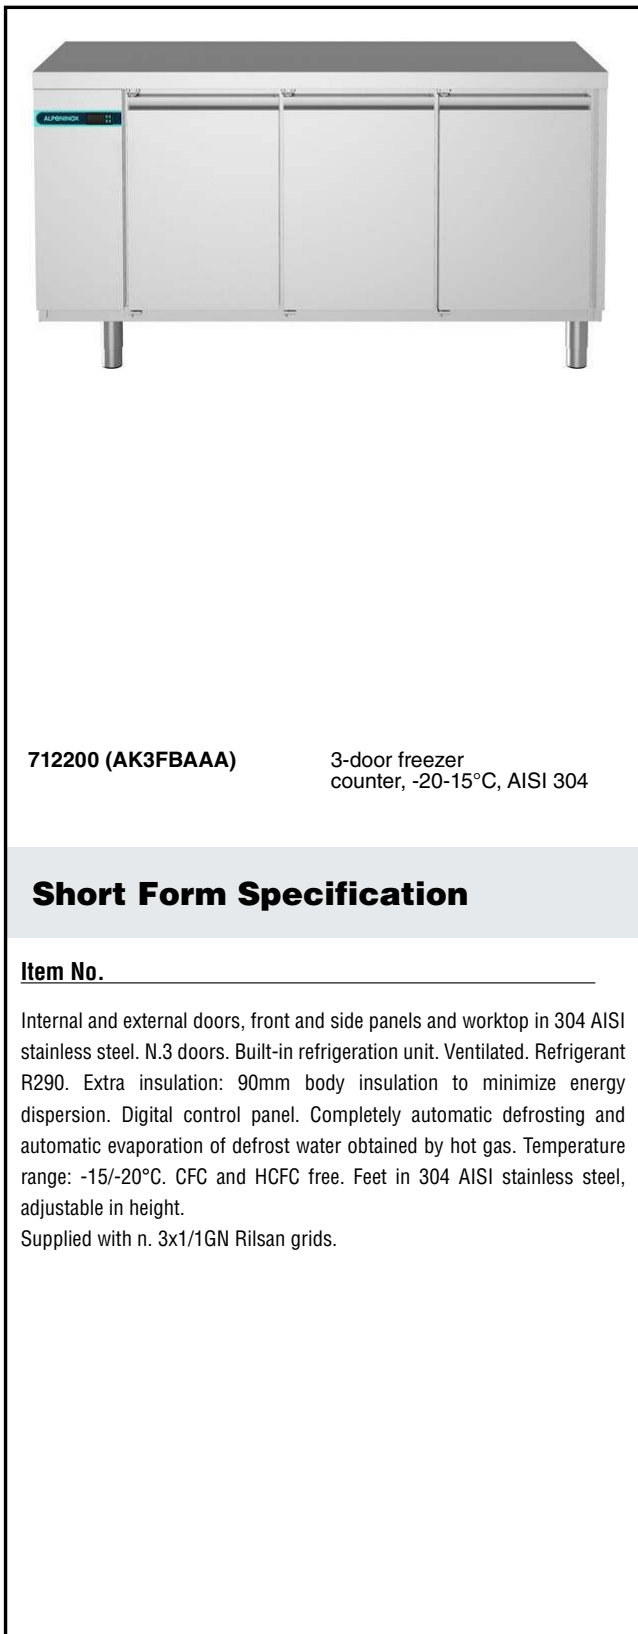 ALPENINOX
712200 (AK3FBAAA)
3-door freezer
counter, -20-15°C, AISI 304
Short Form Specification
Item No.
Internal and external doors, front and side panels and worktop in 304 AISI
stainless steel. N.3 doors. Built-in refrigeration unit. Ventilated. Refrigerant
R290. Extra insulation: 90mm body insulation to minimize energy
dispersion. Digital control panel. Completely automatic defrosting and
automatic evaporation of defrost water obtained by hot gas. Temperature
range: -15/-20°C. CFC and HCFC free. Feet in 304 AISI stainless steel,
adjustable in height.
Supplied with n. 3x1/1GN Rilsan grids.